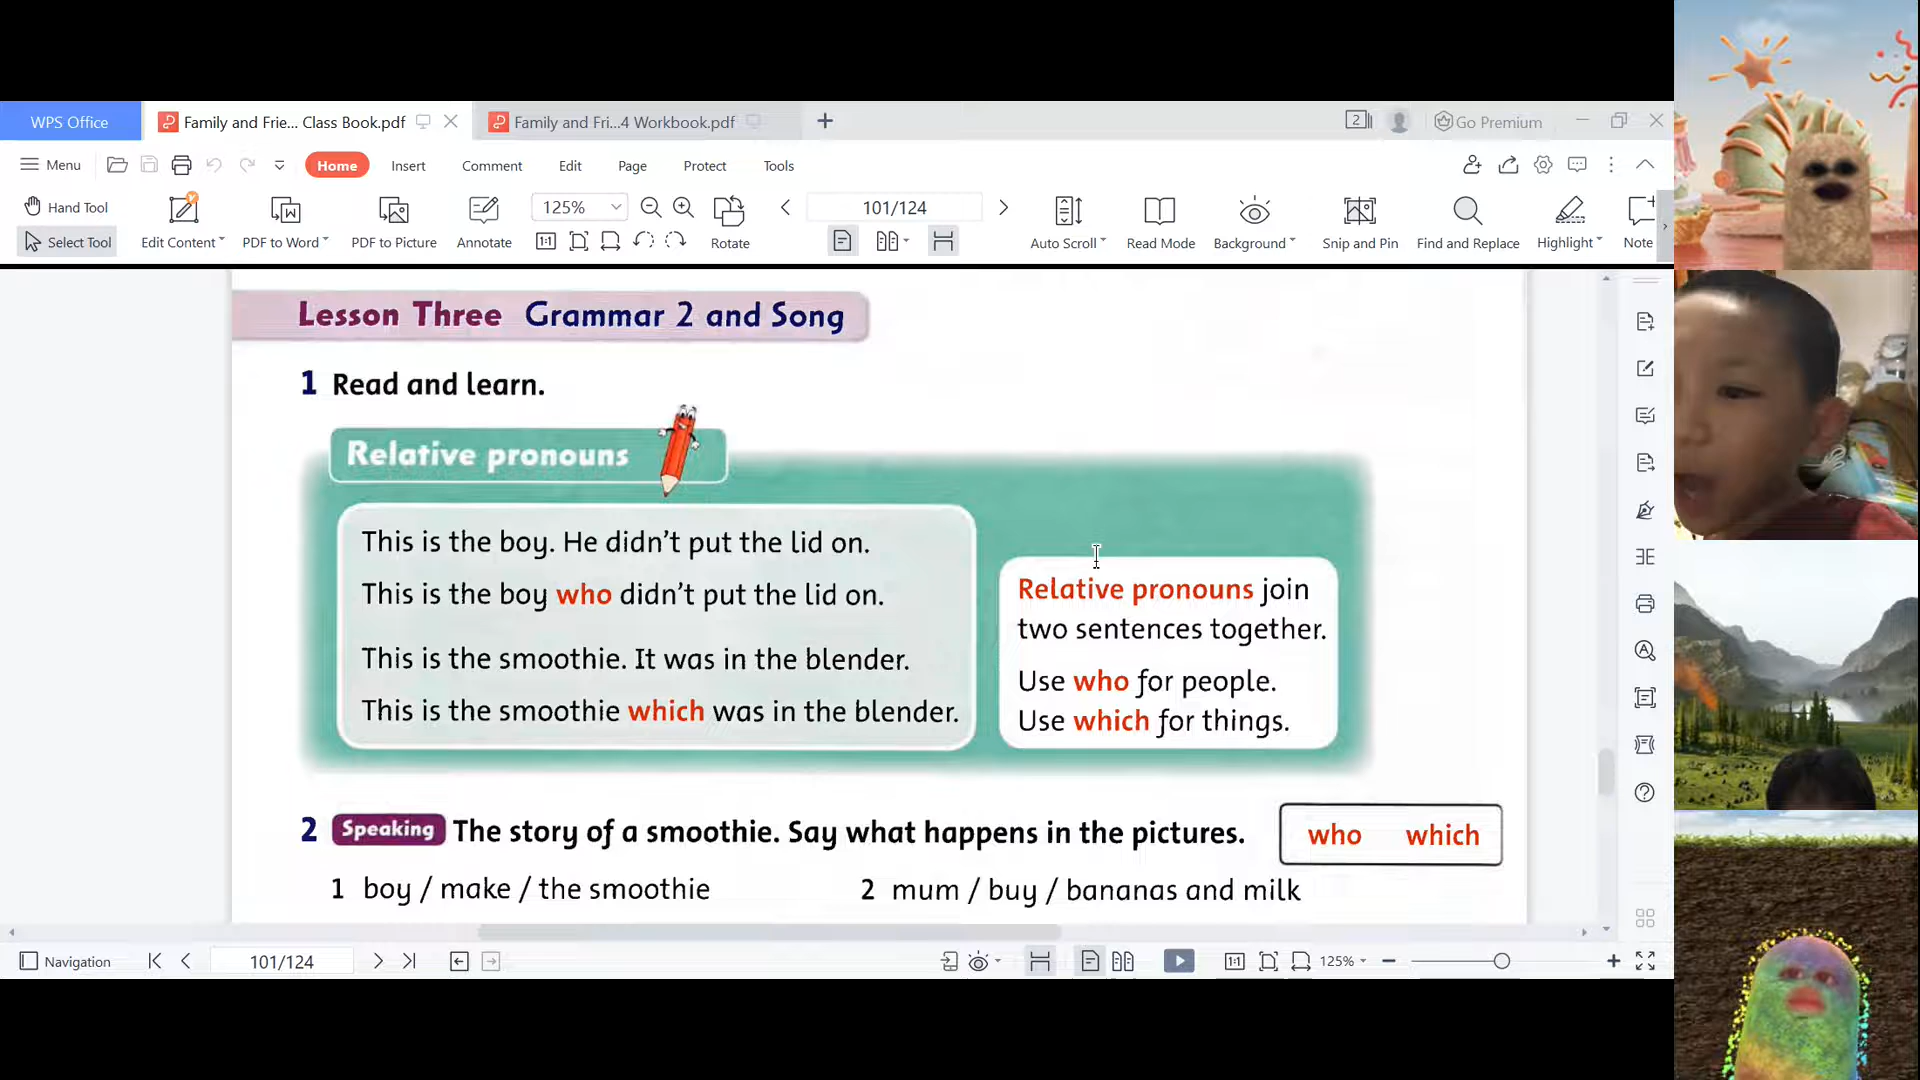 WPS Office
Family and Frie... Class Book.pdf
Family and Fri...4 Workbook.pdf
2
Go Premium
Menu
Home
Insert
Comment
Edit
Page
Protect
Tools
Hand Tool
Select Tool
Edit Content
PDF to Word
PDF to Picture
Annotate
125%
1:1
Rotate
101/124
Auto Scroll
Read Mode
Background
Snip and Pin
Find and Replace
Highlight
Note
Lesson Three Grammar 2 and Song
1 Read and learn.
Relative pronouns
This is the boy. He didn't put the lid on.
This is the boy who didn't put the lid on.
This is the smoothie. It was in the blender.
This is the smoothie which was in the blender.
Relative pronouns join
two sentences together.
Use who for people.
Use which for things.
2 Speaking The story of a smoothie. Say what happens in the pictures.
who which
1 boy / make / the smoothie
2 mum / buy / bananas and milk
Navigation
101/124
1:1
125%